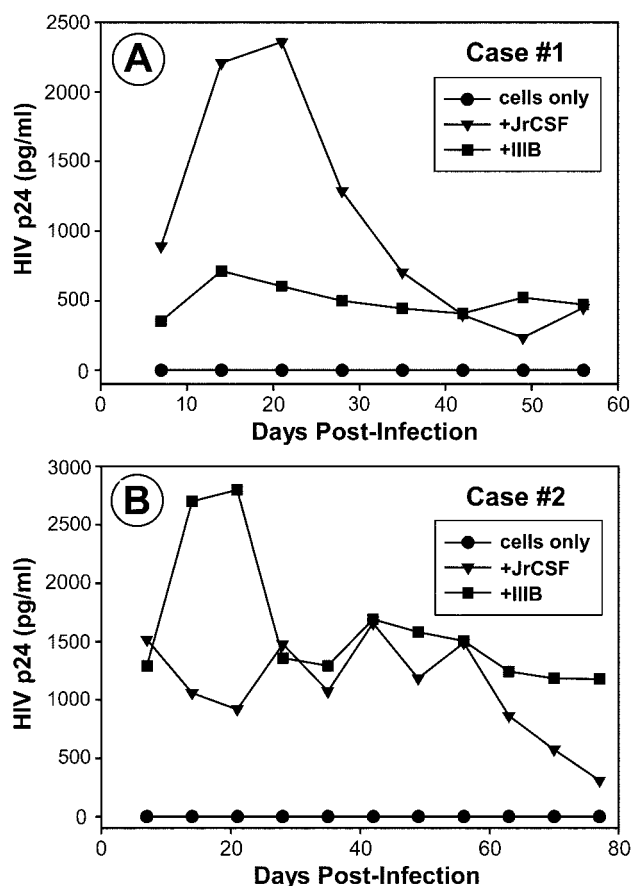 A
Case #1
cells only
+JrCSF
+IIIB
HIV p24 (pg/ml)
2500
2000
1500
1000
500
0
0 10 20 30 40 50 60
Days Post-Infection
B
Case #2
cells only
+JrCSF
+IIIB
HIV p24 (pg/ml)
3000
2500
2000
1500
1000
500
0
0 20 40 60 80
Days Post-Infection